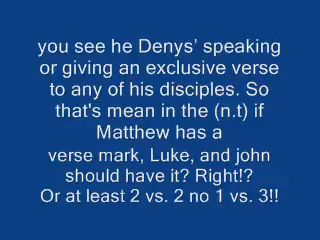 you see he Denys’ speaking
or giving an exclusive verse
to any of his disciples. So
that's mean in the (n.t) if
Matthew has a
verse mark, Luke, and john
should have it? Right!?
Or at least 2 vs. 2 no 1 vs. 3!!